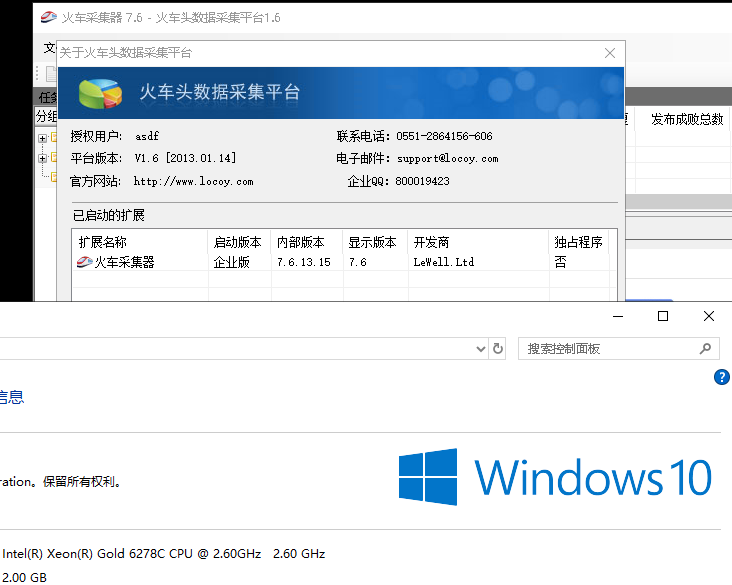 火车采集器 7.6 - 火车头数据采集平台1.6
文
关于火车头数据采集平台
火车头数据采集平台
任务
分组
发布成败总数
授权用户: asdf 联系电话: 0551-2864156-606
平台版本: V1.6 [2013.01.14] 电子邮件: support@locoy.com
官方网站: http://www.locoy.com 企业QQ: 800019423
已启动的扩展
扩展名称 启动版本 内部版本 显示版本 开发商 独占程序
火车采集器 企业版 7.6.13.15 7.6 LeWell.Ltd 否
搜索控制面板
?
信息
ration。保留所有权利。
Windows 10
Intel(R) Xeon(R) Gold 6278C CPU @ 2.60GHz 2.60 GHz
2.00 GB